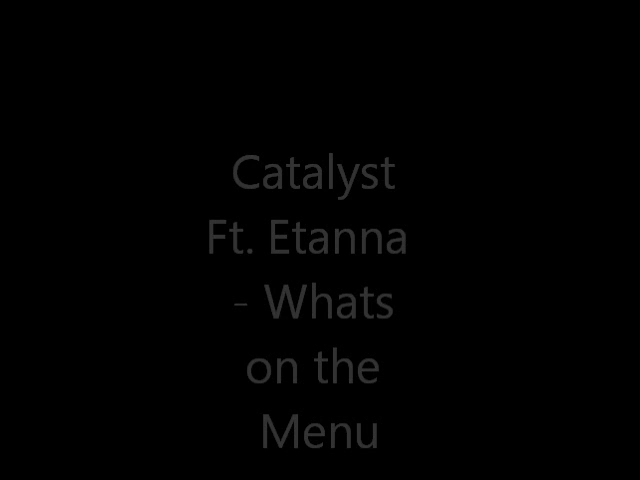 Catalyst
Ft. Etanna
- Whats
on the
Menu